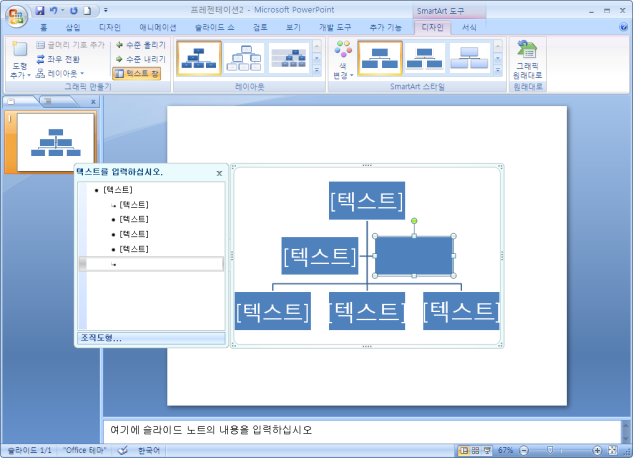 프레젠테이션2 - Microsoft PowerPoint
SmartArt 도구
홈 삽입 디자인 애니메이션 슬라이드 쇼 검토 보기 개발 도구 추가 기능 디자인 서식
도형 추가
글머리 기호 추가
좌우 전환
레이아웃
수준 올리기
수준 내리기
텍스트 창
색 변경
그래픽 원래대로
그래픽 만들기 레이아웃 SmartArt 스타일 원래대로
1
텍스트를 입력하십시오.
[텍스트]
[텍스트]
[텍스트]
[텍스트]
[텍스트]
조직도형...
[텍스트]
[텍스트]
[텍스트] [텍스트] [텍스트]
여기에 슬라이드 노트의 내용을 입력하십시오
슬라이드 1/1 "Office 테마" 한국어 67%